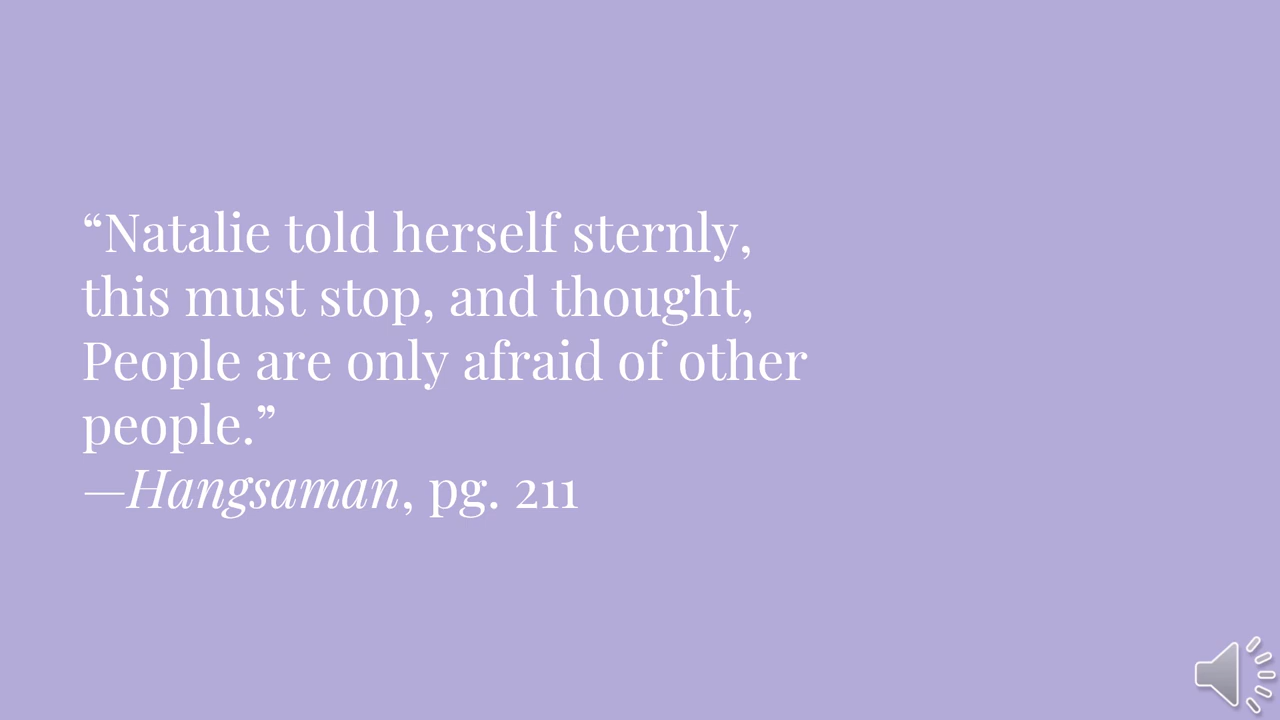 “Natalie told herself sternly,
this must stop, and thought,
People are only afraid of other
people.”
—Hangsaman, pg. 211